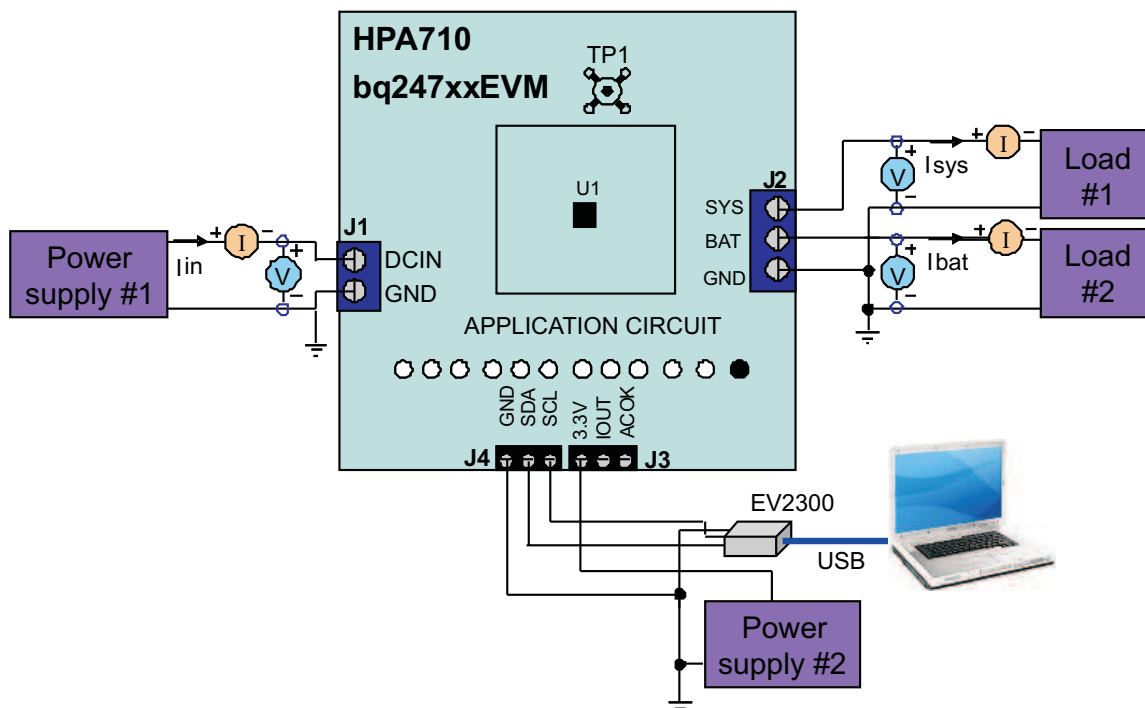 HPA710
bq247xxEVM
TP1
U1
J1
DCIN
GND
Power
supply #1
Iin
+
I
-
+
V
-
J2
SYS
BAT
GND
+
I
-
Isys
+
V
-
Load
#1
+
I
-
Ibat
+
V
-
Load
#2
APPLICATION CIRCUIT
GND
SDA
SCL
3.3V
IOUT
ACOK
J4
J3
EV2300
USB
Power
supply #2